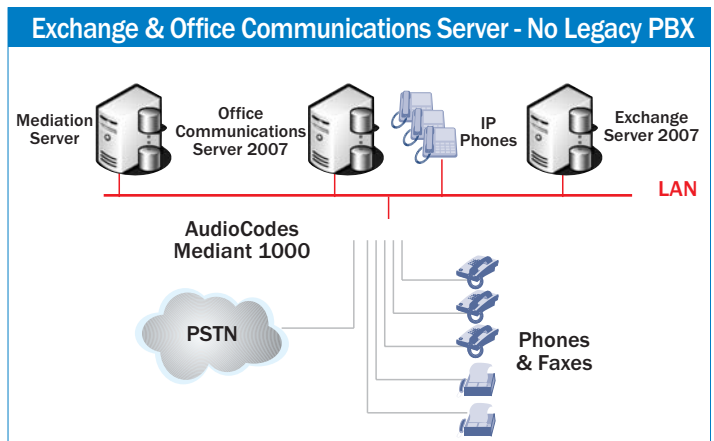 Exchange & Office Communications Server - No Legacy PBX
Mediation
Server
Office
Communications
Server 2007
IP
Phones
Exchange
Server 2007
LAN
AudioCodes
Mediant 1000
PSTN
Phones
& Faxes